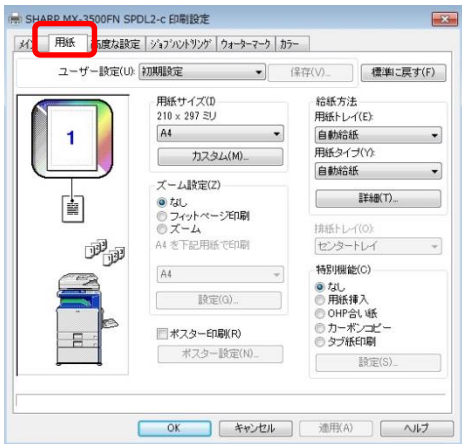 SHARP MX-3500FN SPDL2-c 印刷設定
メイン 用紙 高度な設定 ジョブハンドリング ウォーターマーク カラー
ユーザー設定(U): 初期設定 保存(V)... 標準に戻す(F)
1
用紙サイズ(I)
210 x 297 ミリ
A4
カスタム(M)...
ズーム設定(Z)
なし
フィットページ印刷
ズーム
A4 を下記用紙で印刷
A4
設定(G)...
ポスター印刷(R)
ポスター設定(N)...
給紙方法
用紙トレイ(E):
自動給紙
用紙タイプ(Y):
自動給紙
詳細(T)...
排紙トレイ(O):
センタートレイ
特別機能(C)
なし
用紙挿入
OHP合い紙
カーボンコピー
タブ紙印刷
設定(S)...
OK キャンセル 適用(A) ヘルプ